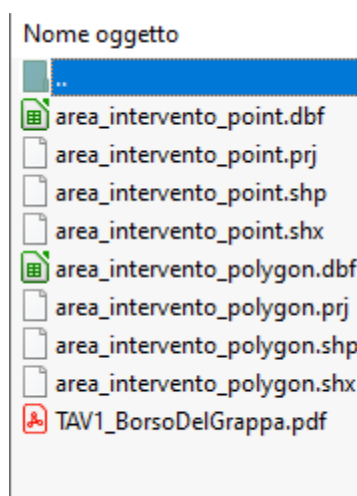 Nome oggetto
..
area_intervento_point.dbf
area_intervento_point.prj
area_intervento_point.shp
area_intervento_point.shx
area_intervento_polygon.dbf
area_intervento_polygon.prj
area_intervento_polygon.shp
area_intervento_polygon.shx
TAV1_BorsoDelGrappa.pdf